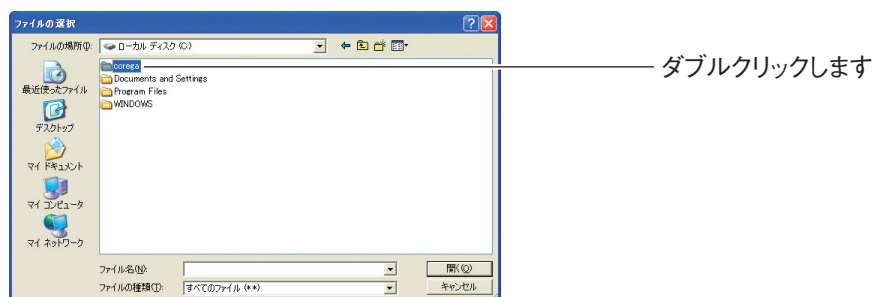 ファイルの選択
ファイルの場所(I):
ローカル ディスク (C:)
corega
ダブルクリックします
Documents and Settings
Program Files
WINDOWS
最近使ったファイル
デスクトップ
マイ ドキュメント
マイ コンピュータ
マイ ネットワーク
ファイル名(N):
開く(O)
ファイルの種類(T):
すべてのファイル (*.*)
キャンセル